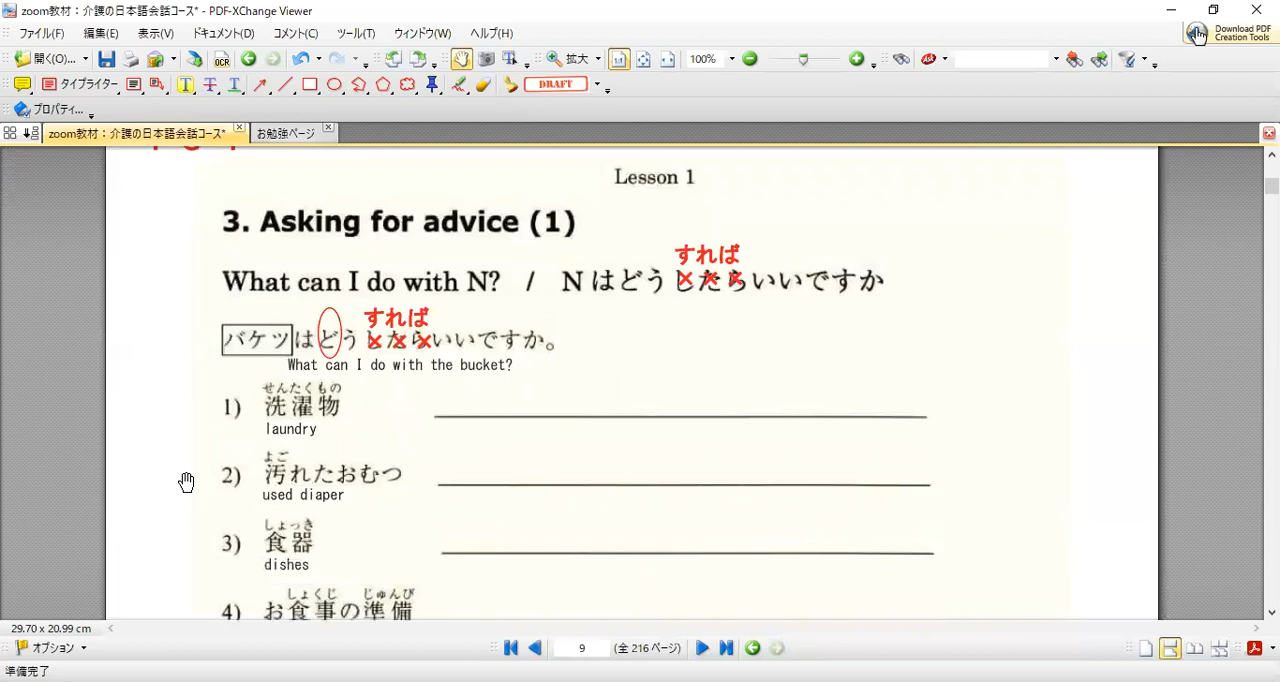 zoom教材：介護の日本語会話コース* - PDF-XChange Viewer
ファイル(F) 編集(E) 表示(V) ドキュメント(D) コメント(C) ツール(T) ウィンドウ(W) ヘルプ(H)
Download PDF
Creation Tools
開く(O)... OCR 拡大 100%
タイプライター T T T DRAFT
プロパティ...
zoom教材：介護の日本語会話コース* お勉強ページ
Lesson 1
3. Asking for advice (1)
すれば
What can I do with N? / N はどうしたらいいですか
すれば
バケツはどうしたらいいですか。
What can I do with the bucket?
せんたくもの
1) 洗濯物
laundry
よご
2) 汚れたおむつ
used diaper
しょっき
3) 食器
dishes
しょくじ じゅんび
4) お食事の準備
29.70 x 20.99 cm
オプション 9 (全 216 ページ)
準備完了